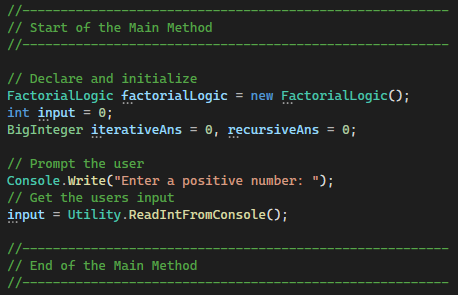 //------------------------------------------------------
// Start of the Main Method
//------------------------------------------------------
// Declare and initialize
FactorialLogic factorialLogic = new FactorialLogic();
int input = 0;
BigInteger iterativeAns = 0, recursiveAns = 0;
// Prompt the user
Console.Write("Enter a positive number: ");
// Get the users input
input = Utility.ReadIntFromConsole();
//------------------------------------------------------
// End of the Main Method
//------------------------------------------------------